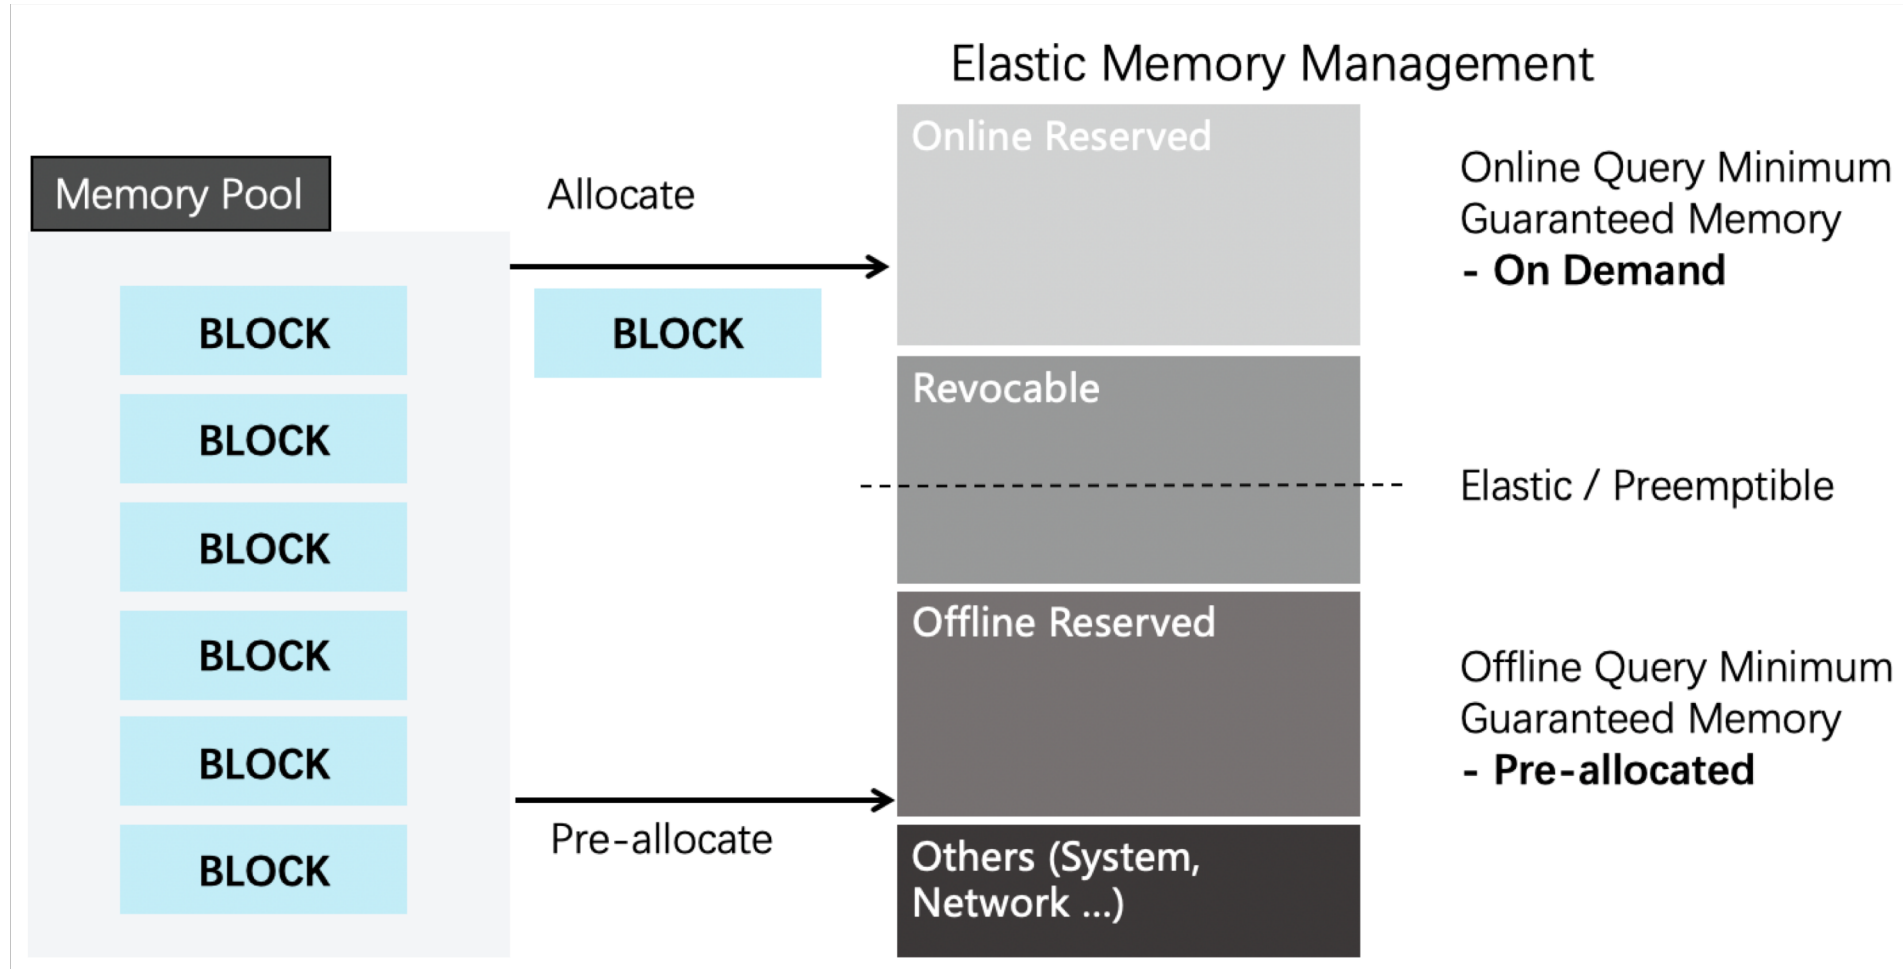 Elastic Memory Management
Memory Pool
BLOCK
BLOCK
BLOCK
BLOCK
BLOCK
BLOCK
Allocate
BLOCK
Pre-allocate
Online Reserved
Revocable
Offline Reserved
Others (System,
Network ...)
Online Query Minimum
Guaranteed Memory
- On Demand
Elastic / Preemptible
Offline Query Minimum
Guaranteed Memory
- Pre-allocated